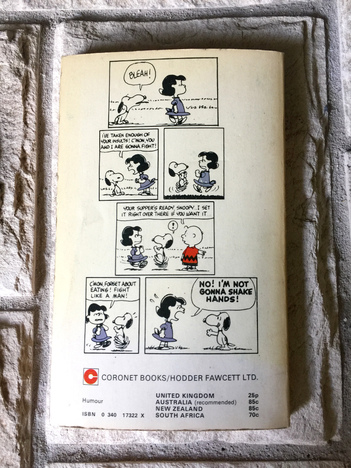 BLEAH!
I'VE TAKEN ENOUGH OF
YOUR INSULTS! C'MON, YOU
AND I ARE GONNA FIGHT!
YOUR SUPPER'S READY, SNOOPY..I SET
IT RIGHT OVER THERE IF YOU WANT IT..
!
C'MON, FORGET ABOUT
EATING! FIGHT
LIKE A MAN!
NO! I'M NOT
GONNA SHAKE
HANDS!
CORONET BOOKS/HODDER FAWCETT LTD.
Humour
UNITED KINGDOM 25p
AUSTRALIA (recommended) 85c
NEW ZEALAND 85c
ISBN 0 340 17322 X SOUTH AFRICA 70c